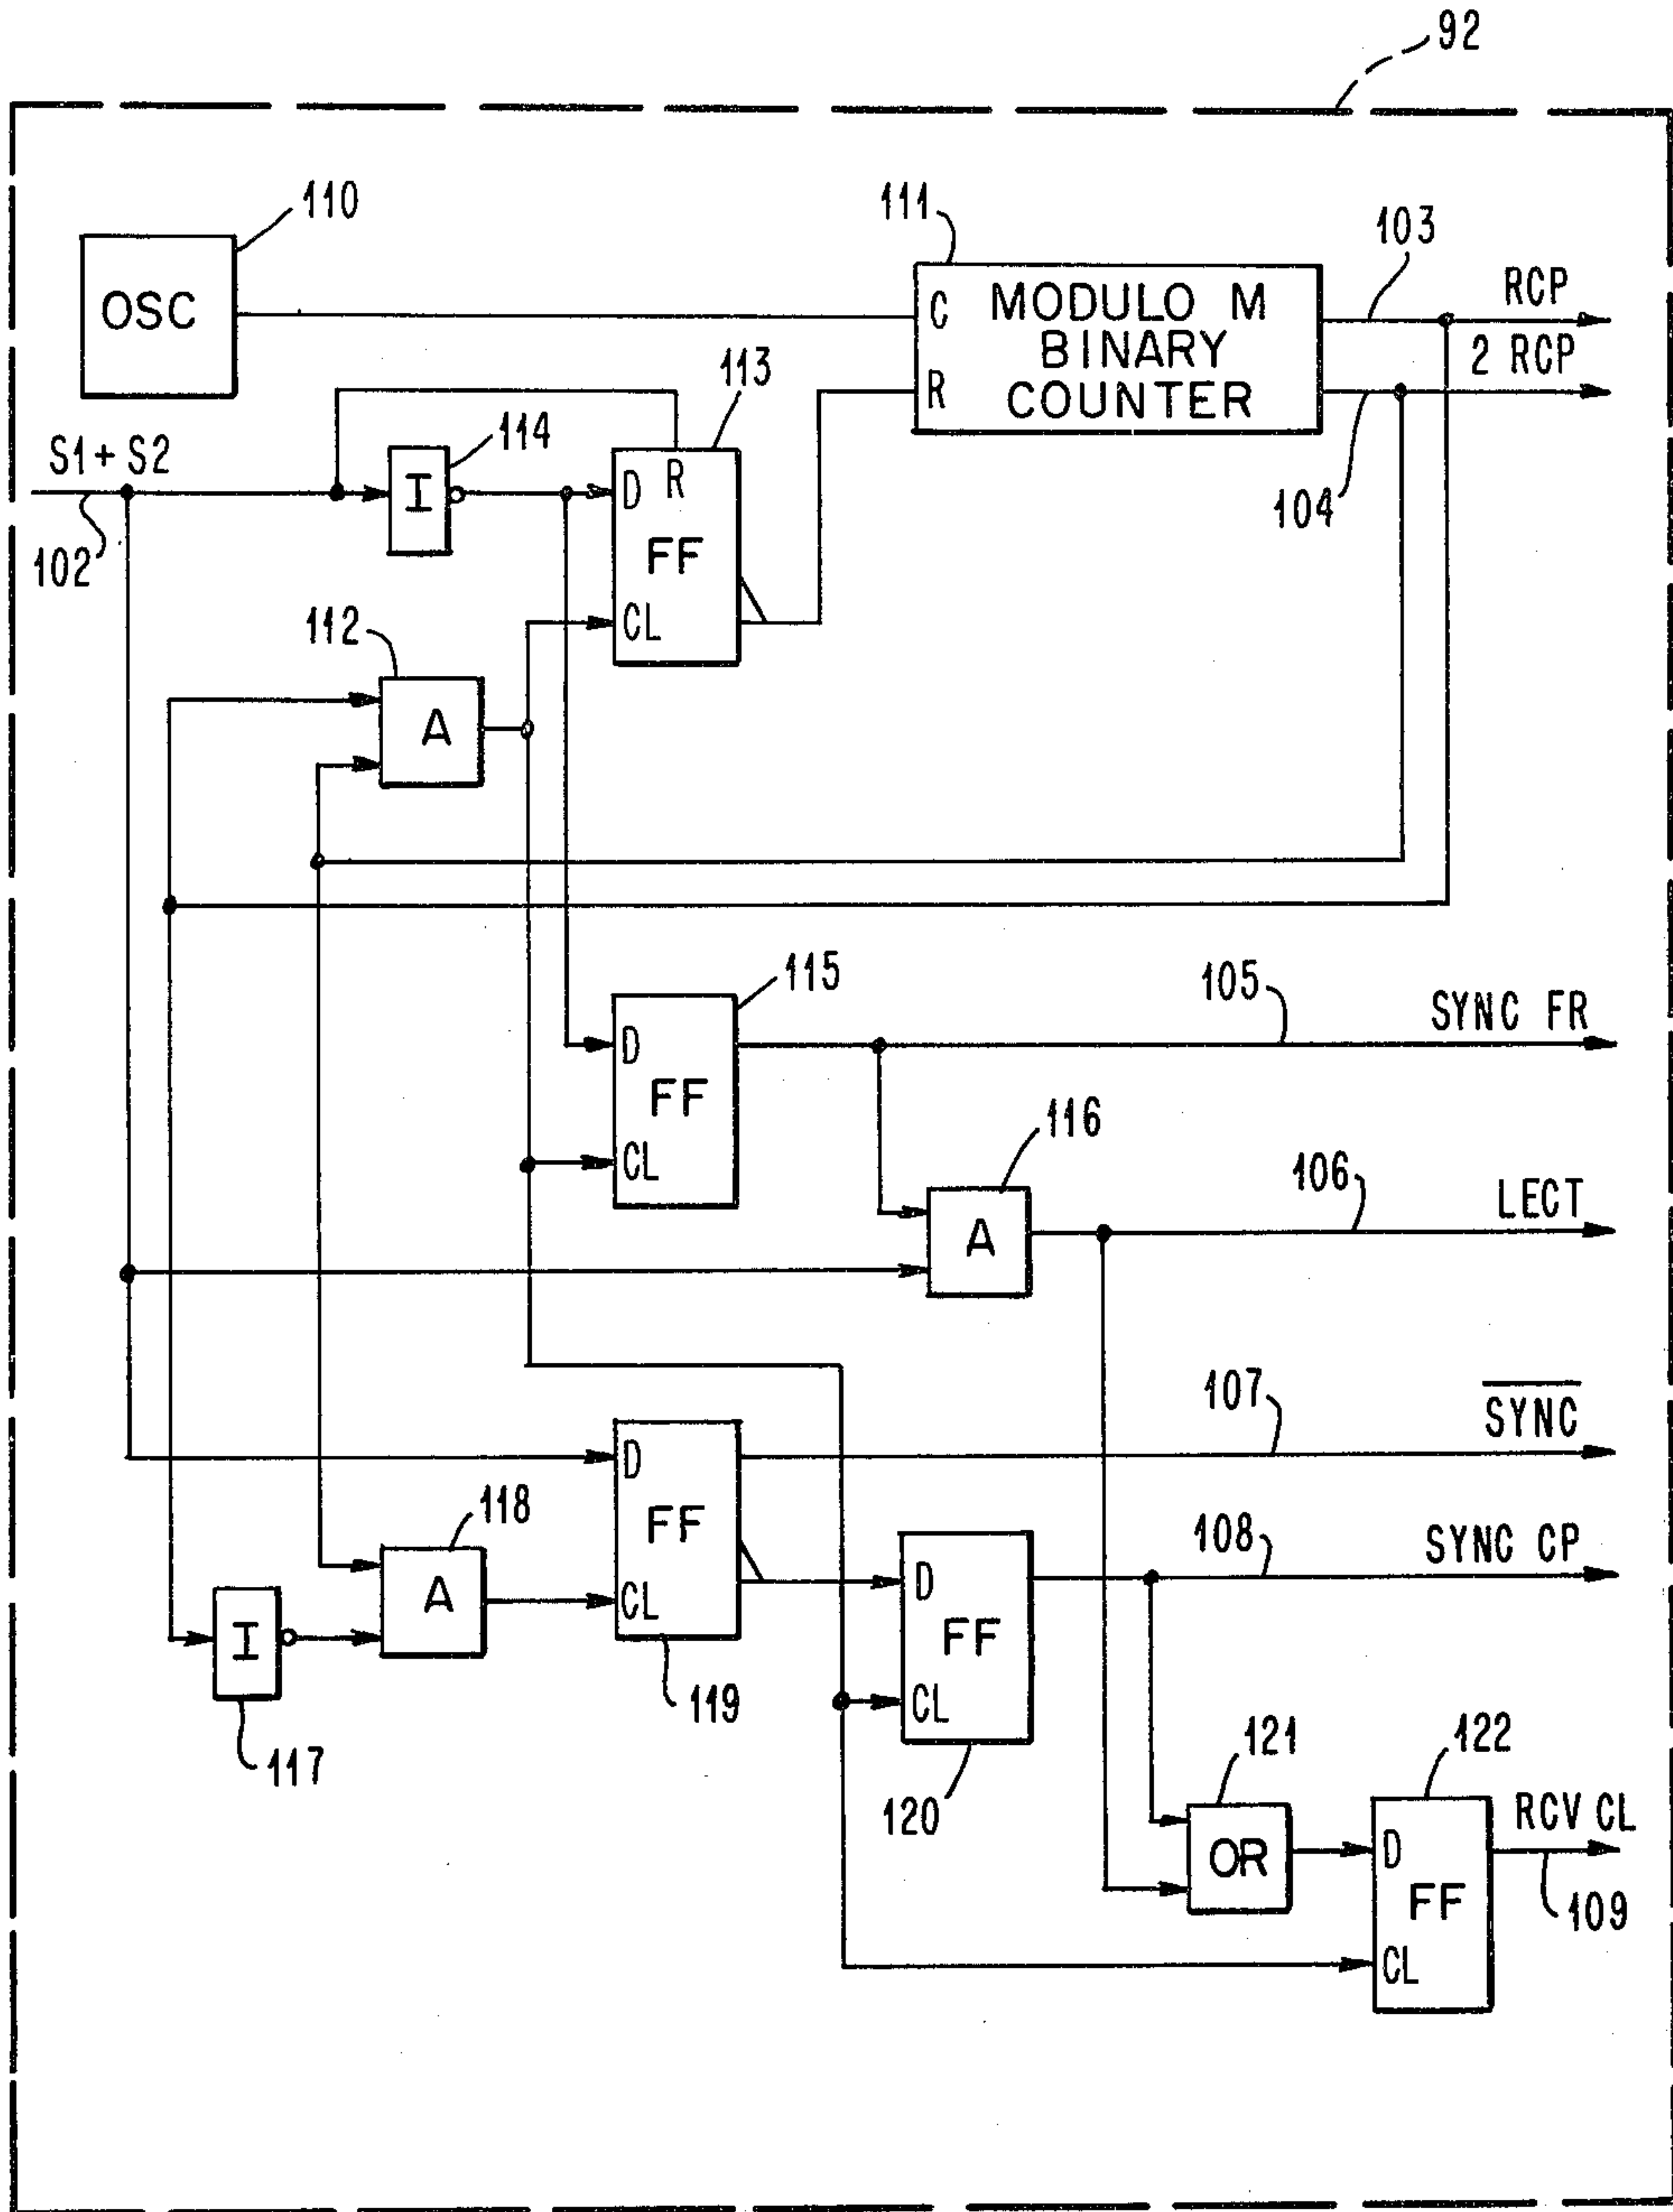 92
110
OSC
111
C
R
MODULO M
BINARY
COUNTER
103
RCP
2 RCP
104
S1 + S2
102
114
I
113
D
R
FF
CL
112
A
115
D
FF
CL
105
SYNC FR
116
A
106
LECT
107
SYNC
D
FF
CL
119
118
A
I
117
108
SYNC CP
D
FF
CL
120
121
OR
122
D
FF
CL
RCV CL
109